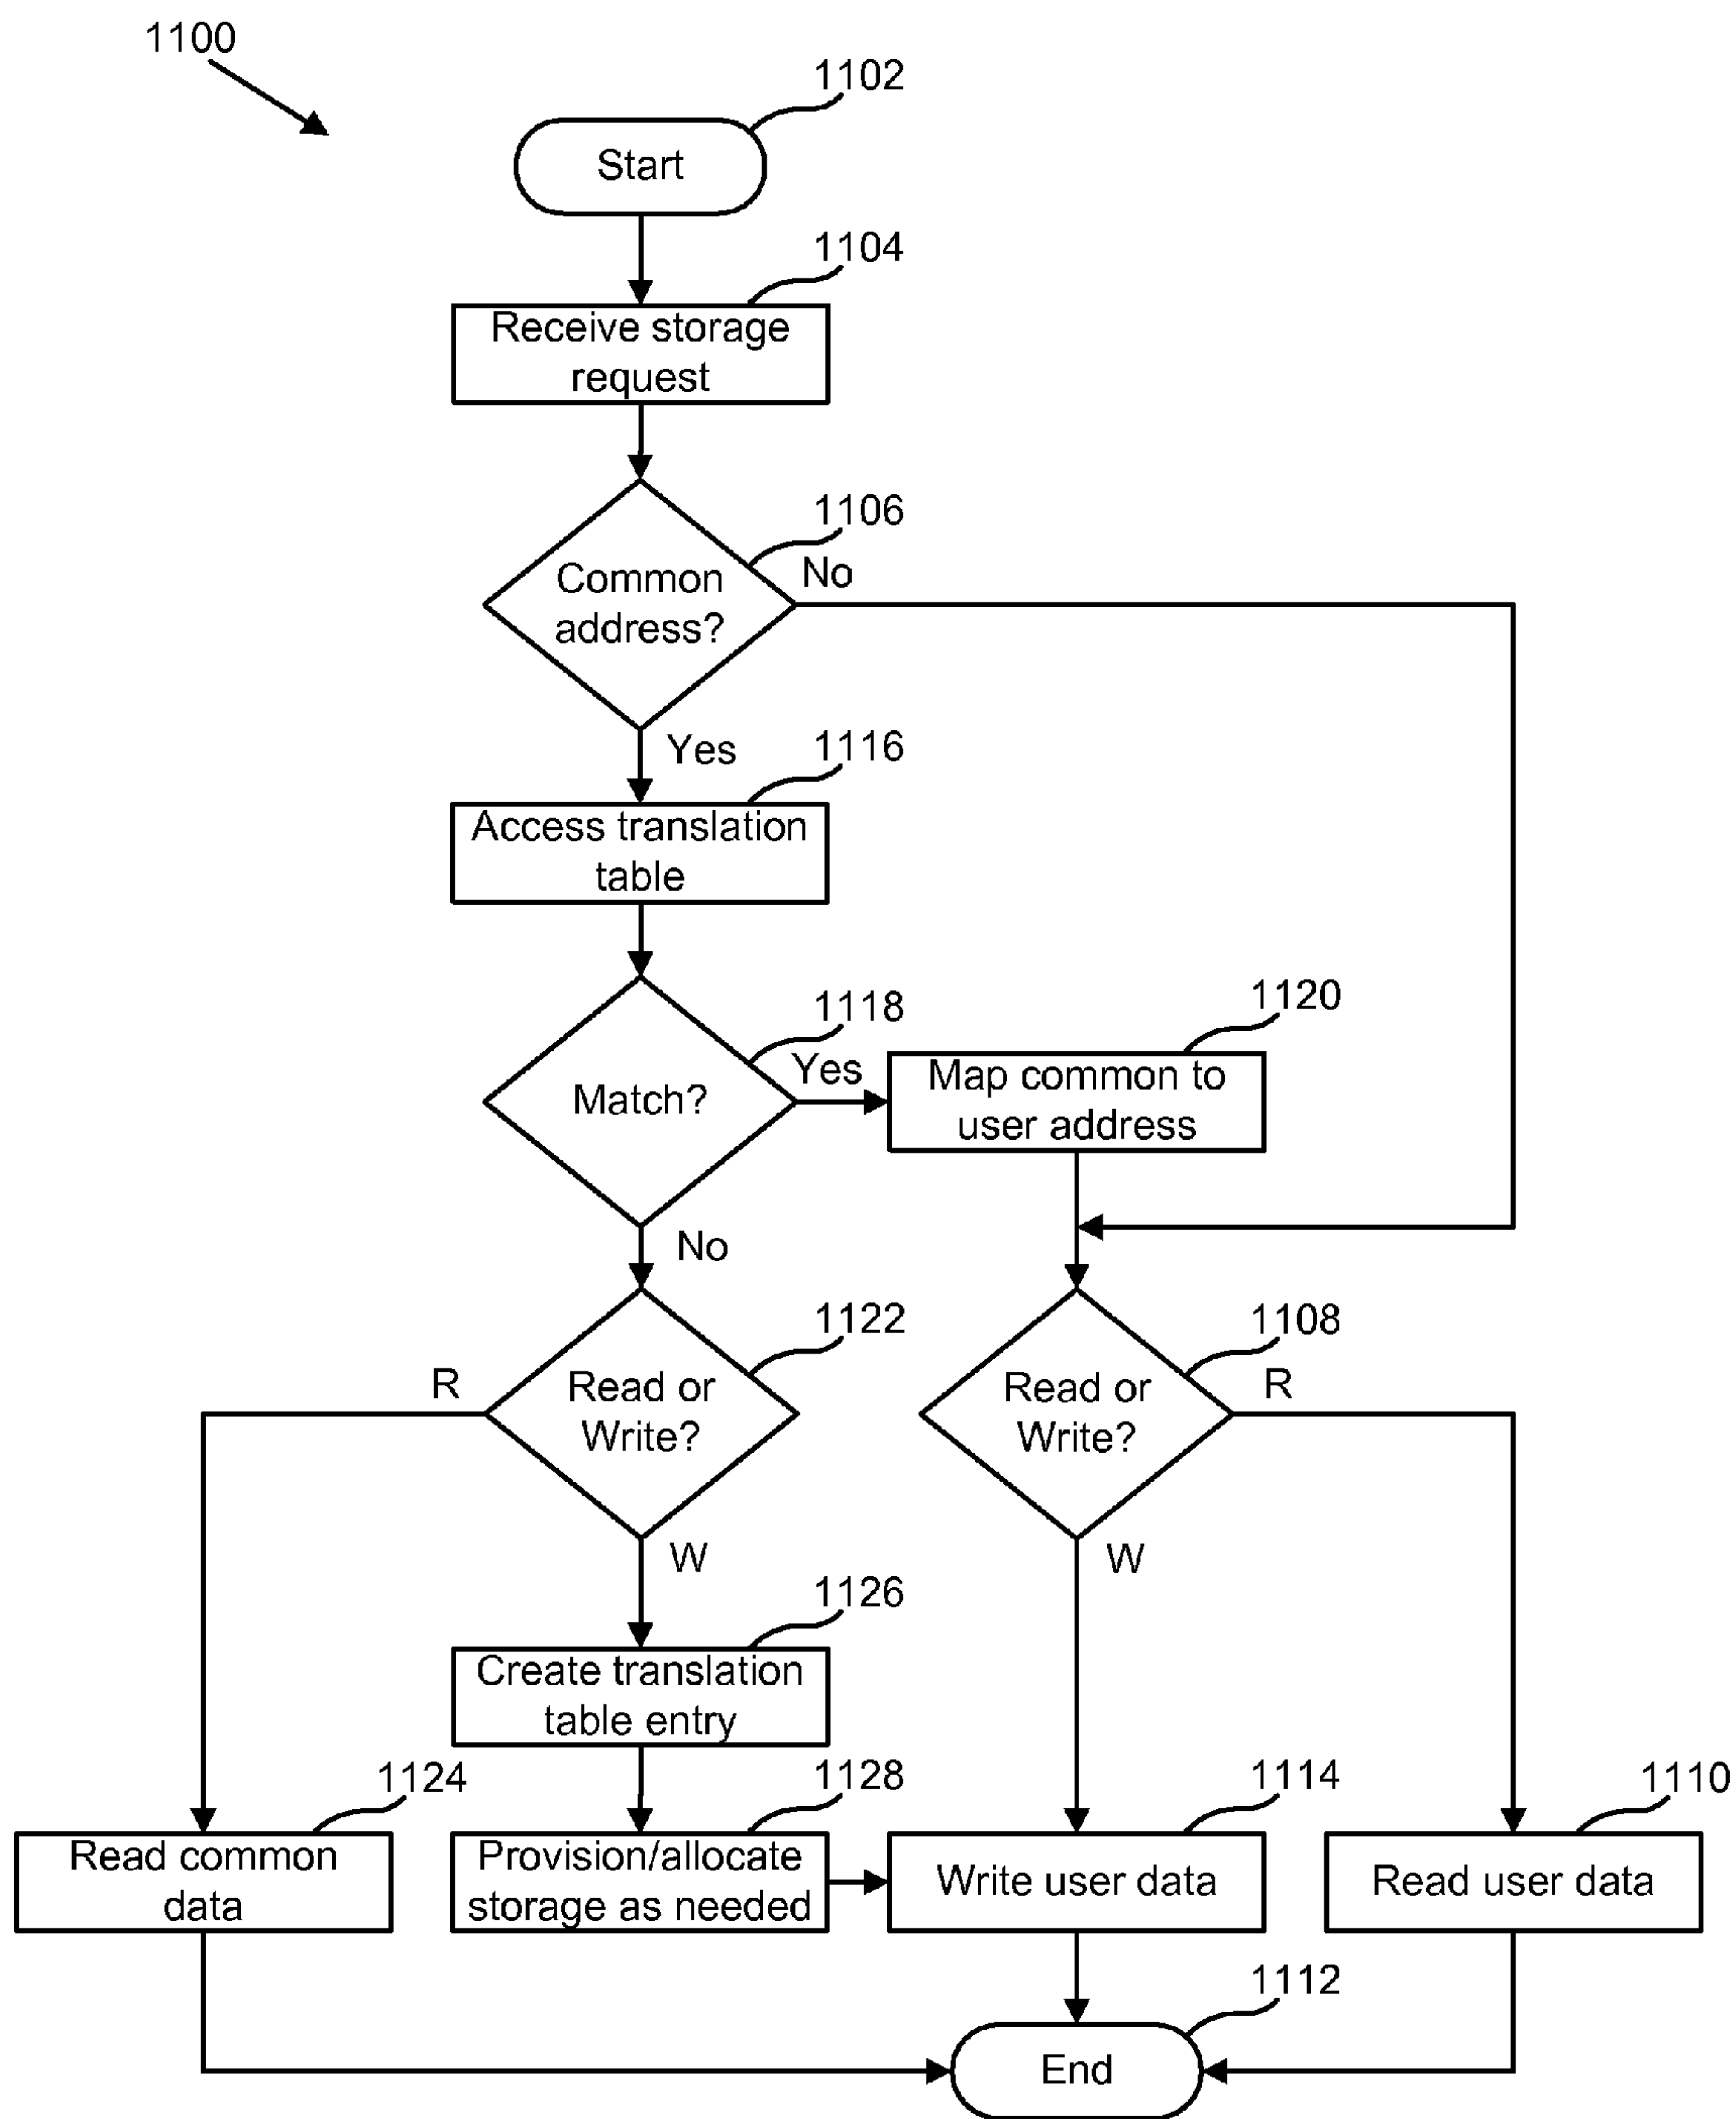 1100
1102
Start
1104
Receive storage
request
1106
Common
address?
No
Yes
1116
Access translation
table
1118
Match?
Yes
1120
Map common to
user address
No
1122
Read or
Write?
R
W
1108
Read or
Write?
R
W
1126
Create translation
table entry
1124
Read common
data
1128
Provision/allocate
storage as needed
1114
Write user data
1110
Read user data
1112
End